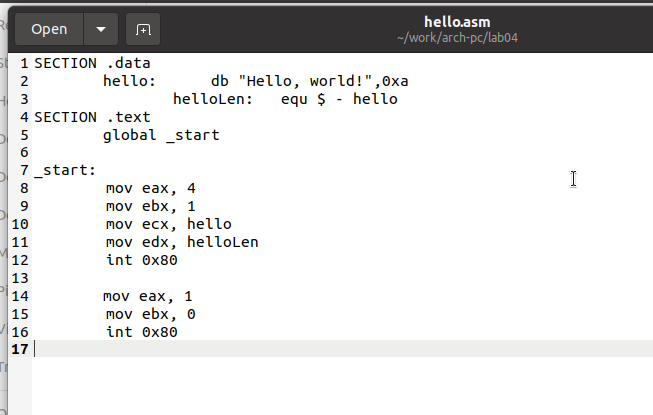 Open
hello.asm
~/work/arch-pc/lab04
1 SECTION .data
2 hello: db "Hello, world!",0xa
3 helloLen: equ $ - hello
4 SECTION .text
5 global _start
6
7 _start:
8 mov eax, 4
9 mov ebx, 1
10 mov ecx, hello
11 mov edx, helloLen
12 int 0x80
13
14 mov eax, 1
15 mov ebx, 0
16 int 0x80
17